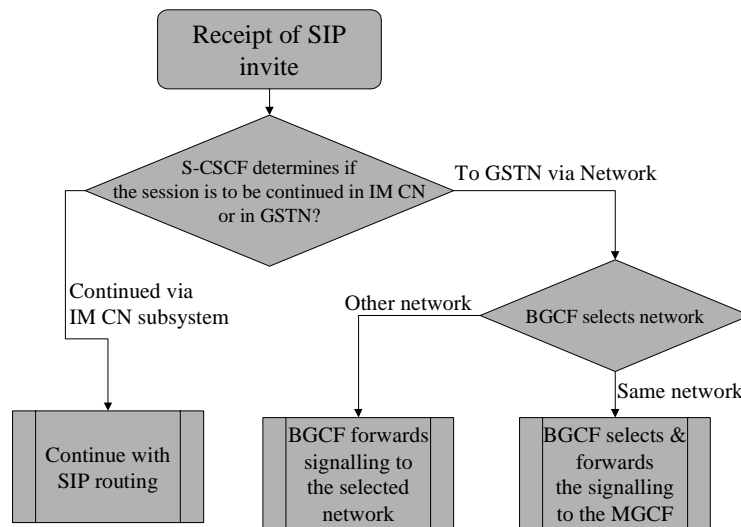 Receipt of SIP
invite
S-CSCF determines if
the session is to be continued in IM CN
or in GSTN?
To GSTN via Network
Continued via
IM CN subsystem
Other network
BGCF selects network
Same network
Continue with
SIP routing
BGCF forwards
signalling to
the selected
network
BGCF selects &
forwards
the signalling
to the MGCF